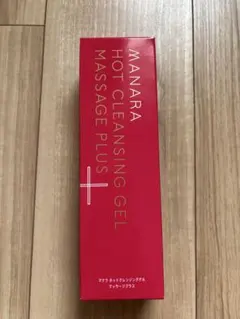 MANARA
HOT CLEANSING GEL
MASSAGE PLUS
マナラ ホットクレンジングゲル
マッサージプラス